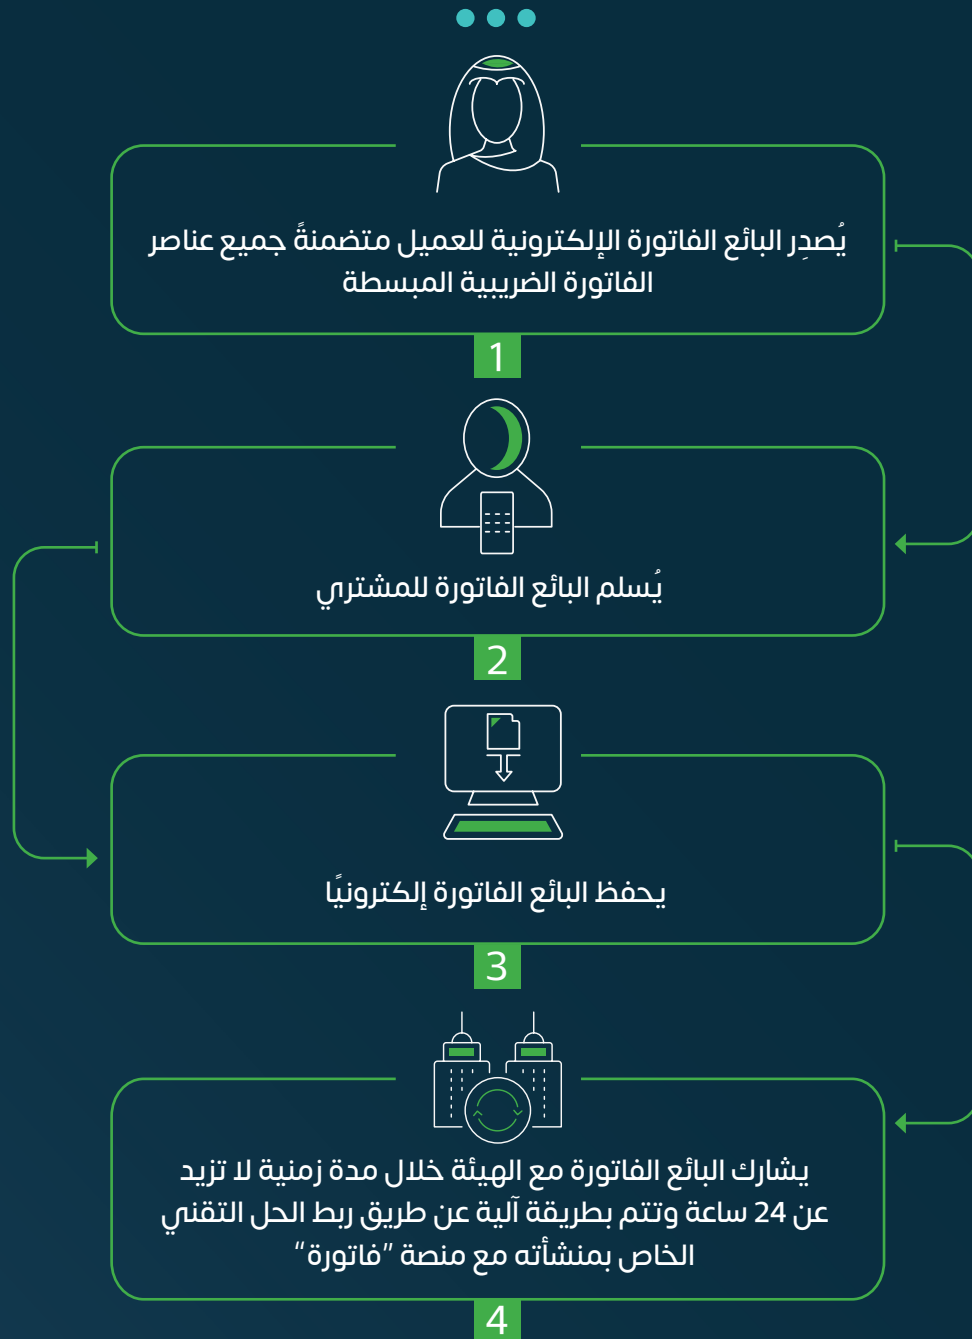 يُصدِر البائع الفاتورة الإلكترونية للعميل متضمنةً جميع عناصر
الفاتورة الضريبية المبسطة
1
يُسلم البائع الفاتورة للمشتري
2
يحفظ البائع الفاتورة إلكترونيًا
3
يشارك البائع الفاتورة مع الهيئة خلال مدة زمنية لا تزيد
عن 24 ساعة وتتم بطريقة آلية عن طريق ربط الحل التقني
الخاص بمنشأته مع منصة “فاتورة“
4